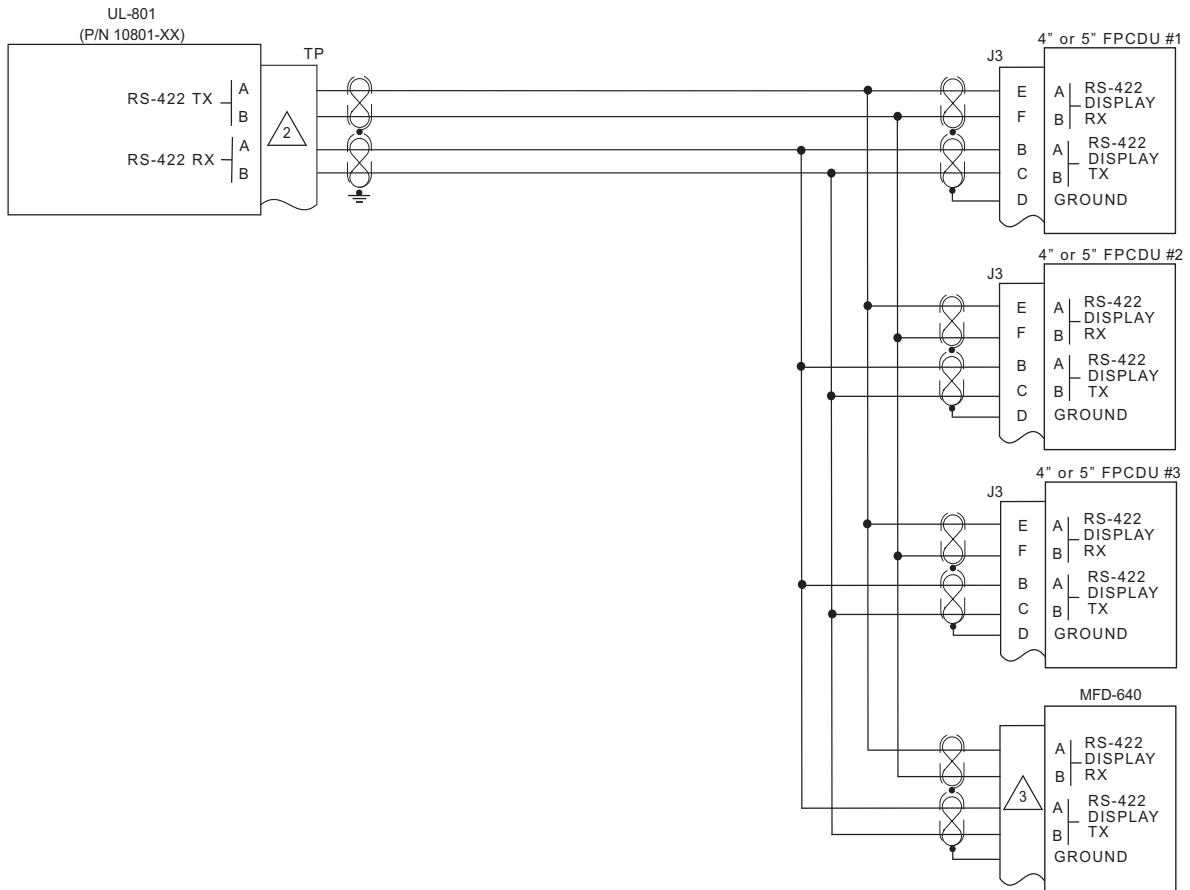 UL-801
(P/N 10801-XX)
TP
RS-422 TX
A
B
RS-422 RX
A
B
2
4" or 5" FPCDU #1
J3
E
F
B
C
D
A
B
RS-422
DISPLAY
RX
A
B
RS-422
DISPLAY
TX
GROUND
4" or 5" FPCDU #2
J3
E
F
B
C
D
A
B
RS-422
DISPLAY
RX
A
B
RS-422
DISPLAY
TX
GROUND
4" or 5" FPCDU #3
J3
E
F
B
C
D
A
B
RS-422
DISPLAY
RX
A
B
RS-422
DISPLAY
TX
GROUND
MFD-640
3
A
B
RS-422
DISPLAY
RX
A
B
RS-422
DISPLAY
TX
GROUND